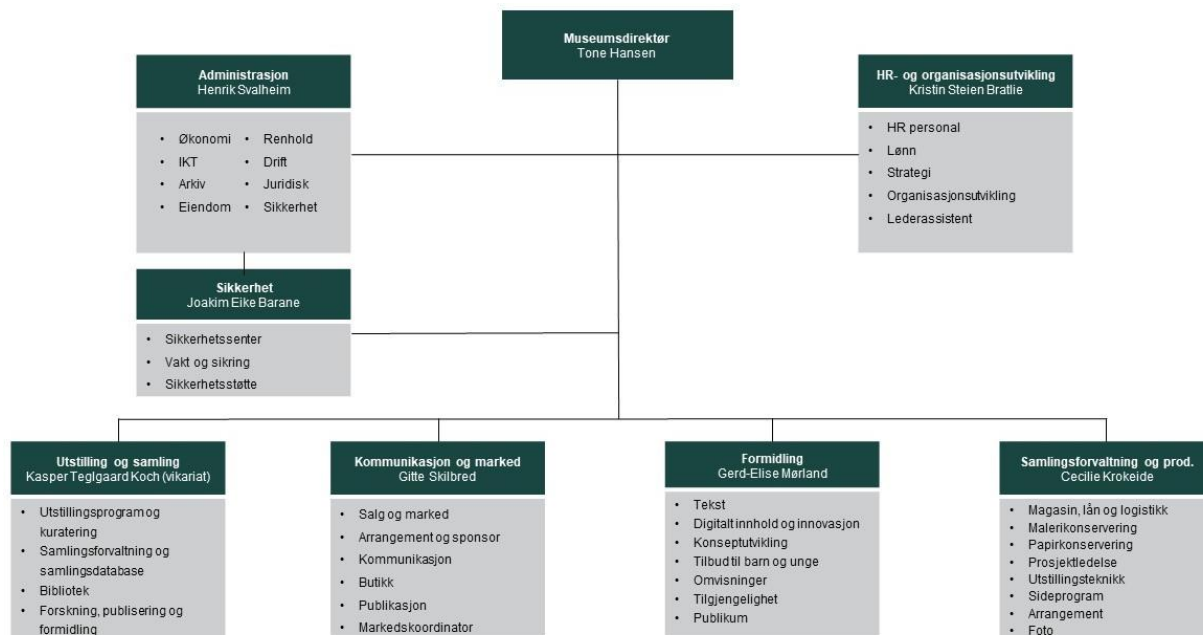 Museumsdirektør
Tone Hansen
Administrasjon
Henrik Svalheim
• Økonomi
• IKT
• Arkiv
• Eiendom
• Renhold
• Drift
• Juridisk
• Sikkerhet
HR- og organisasjonsutvikling
Kristin Steien Bratlie
• HR personal
• Lønn
• Strategi
• Organisasjonsutvikling
• Lederassistent
Sikkerhet
Joakim Eike Barane
• Sikkerhetssenter
• Vakt og sikring
• Sikkerhetsstøtte
Utstilling og samling
Kasper Teglgaard Koch (vikariat)
• Utstillingsprogram og
kuratering
• Samlingsforvaltning og
samlingsdatabase
• Bibliotek
• Forskning, publisering og
formidling
Kommunikasjon og marked
Gitte Skilbred
• Salg og marked
• Arrangement og sponsor
• Kommunikasjon
• Butikk
• Publikasjon
• Markedskoordinator
Formidling
Gerd-Elise Mørland
• Tekst
• Digitalt innhold og innovasjon
• Konseptutvikling
• Tilbud til barn og unge
• Omvisninger
• Tilgjengelighet
• Publikum
Samlingsforvaltning og prod.
Cecilie Krokeide
• Magasin, lån og logistikk
• Malerikonservering
• Papirkonservering
• Prosjektledelse
• Utstillingsteknikk
• Sideprogram
• Arrangement
• Foto